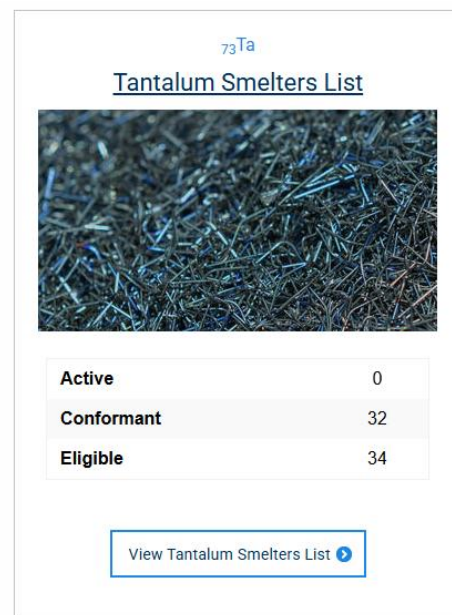 73Ta
Tantalum Smelters List
Active 0
Conformant 32
Eligible 34
View Tantalum Smelters List